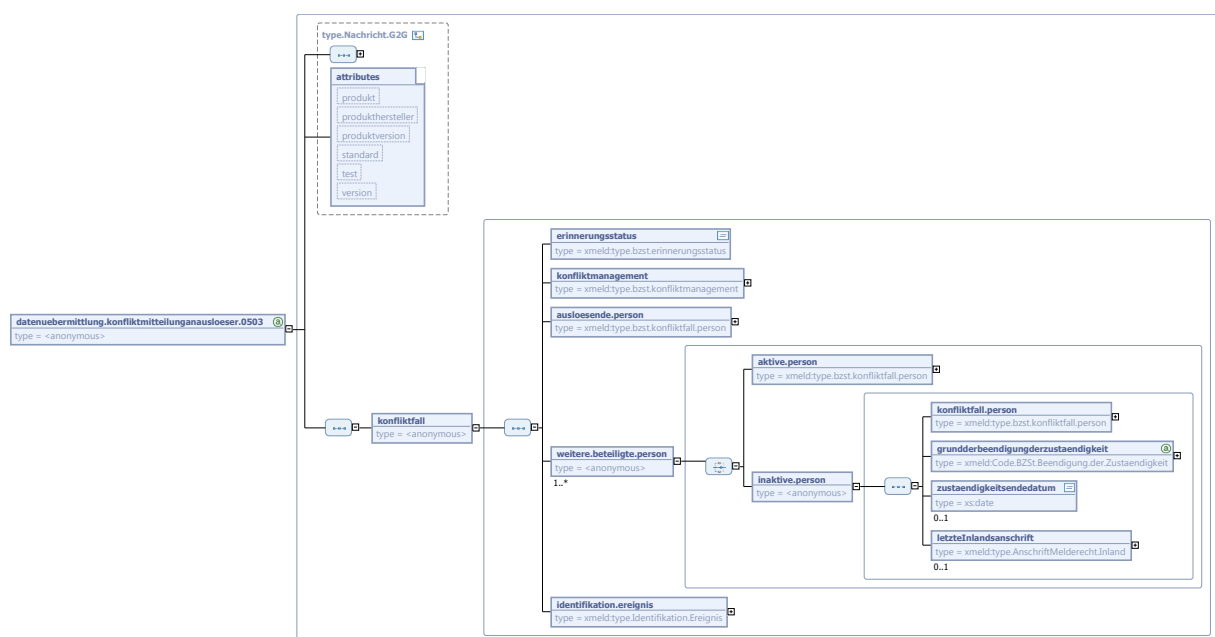 type.Nachricht.G2G
attributes
produkt
produkthersteller
produktversion
standard
test
version
erinnerungsstatus
type = xmeld:type.bzst.erinnerungsstatus
konfliktmanagement
type = xmeld:type.bzst.konfliktmanagement
ausloesende.person
type = xmeld:type.bzst.konfliktfall.person
datenuebermittlung.konfliktmitteilunganausloeser.0503
type = <anonymous>
aktive.person
type = xmeld:type.bzst.konfliktfall.person
konfliktfall
type = <anonymous>
konfliktfall.person
type = xmeld:type.bzst.konfliktfall.person
grundderbeendigungderzustaendigkeit
type = xmeld:Code.BZSt.Beendigung.der.Zustaendigkeit
weitere.beteiligte.person
type = <anonymous>
1..*
inaktive.person
type = <anonymous>
zustaendigkeitsendedatum
type = xs:date
0..1
letzteInlandsanschrift
type = xmeld:type.AnschriftMelderecht.Inland
0..1
identifikation.ereignis
type = xmeld:type.Identifikation.Ereignis